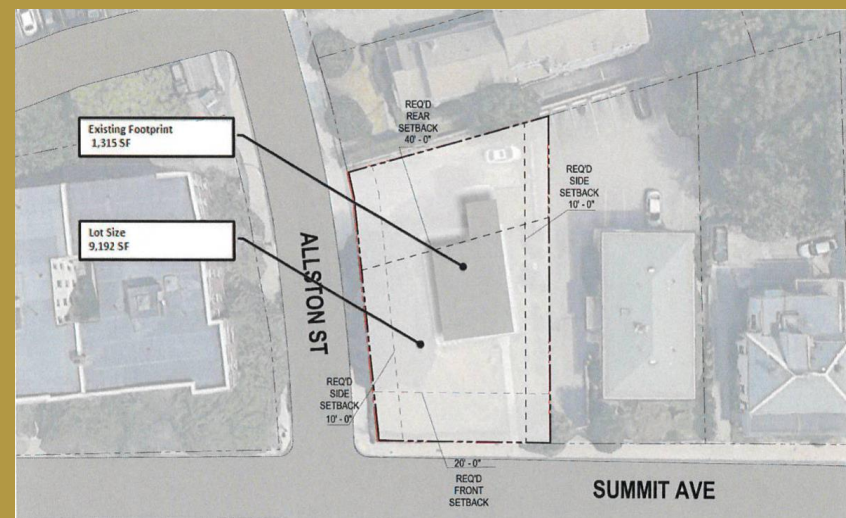 REQ'D
REAR
SETBACK
40' - 0"
Existing Footprint
1,315 SF
REQ'D
SIDE
SETBACK
10' - 0"
Lot Size
9,192 SF
ALLSTON ST
REQ'D
SIDE
SETBACK
10' - 0"
20' - 0"
REQ'D
FRONT
SETBACK
SUMMIT AVE